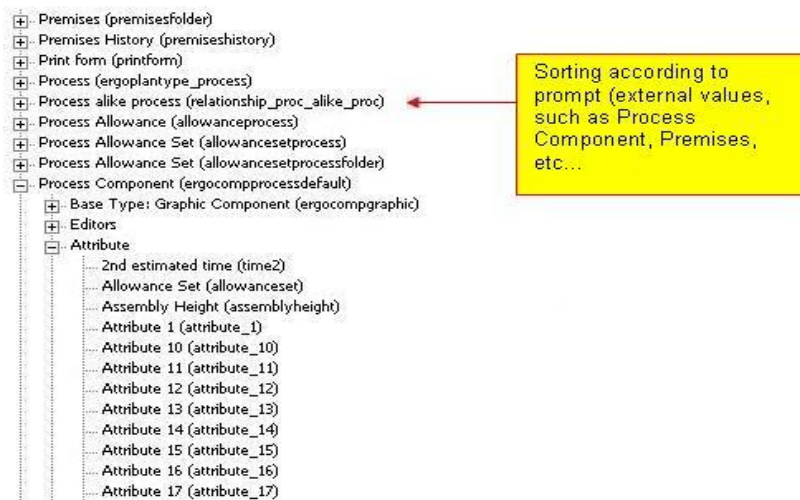 Premises (premisesfolder)
Premises History (premiseshistory)
Print form (printform)
Process (ergoplantype_process)
Process alike process (relationship_proc_alike_proc)
Process Allowance (allowanceprocess)
Process Allowance Set (allowancesetprocess)
Process Allowance Set (allowancesetprocessfolder)
Process Component (ergocompprocessdefault)
Base Type: Graphic Component (ergocompgraphic)
Editors
Attribute
2nd estimated time (time2)
Allowance Set (allowanceset)
Assembly Height (assemblyheight)
Attribute 1 (attribute_1)
Attribute 10 (attribute_10)
Attribute 11 (attribute_11)
Attribute 12 (attribute_12)
Attribute 13 (attribute_13)
Attribute 14 (attribute_14)
Attribute 15 (attribute_15)
Attribute 16 (attribute_16)
Attribute 17 (attribute_17)
Sorting according to
prompt (external values,
such as Process
Component, Premises,
etc...